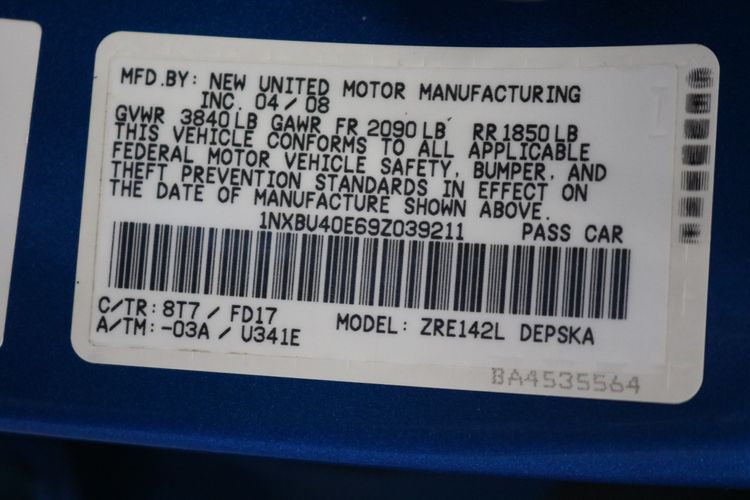 MFD.BY: NEW UNITED MOTOR MANUFACTURING
INC. 04/08
GVWR 3840LB GAWR FR 2090LB RR 1850LB
THIS VEHICLE CONFORMS TO ALL APPLICABLE
FEDERAL MOTOR VEHICLE SAFETY, BUMPER, AND
THEFT PREVENTION STANDARDS IN EFFECT ON
THE DATE OF MANUFACTURE SHOWN ABOVE.
1NXBU40E69Z039211 PASS CAR
C/TR: 8T7 / FD17
A/TM: -03A / U341E MODEL: ZRE142L DEPSKA
BA4535564